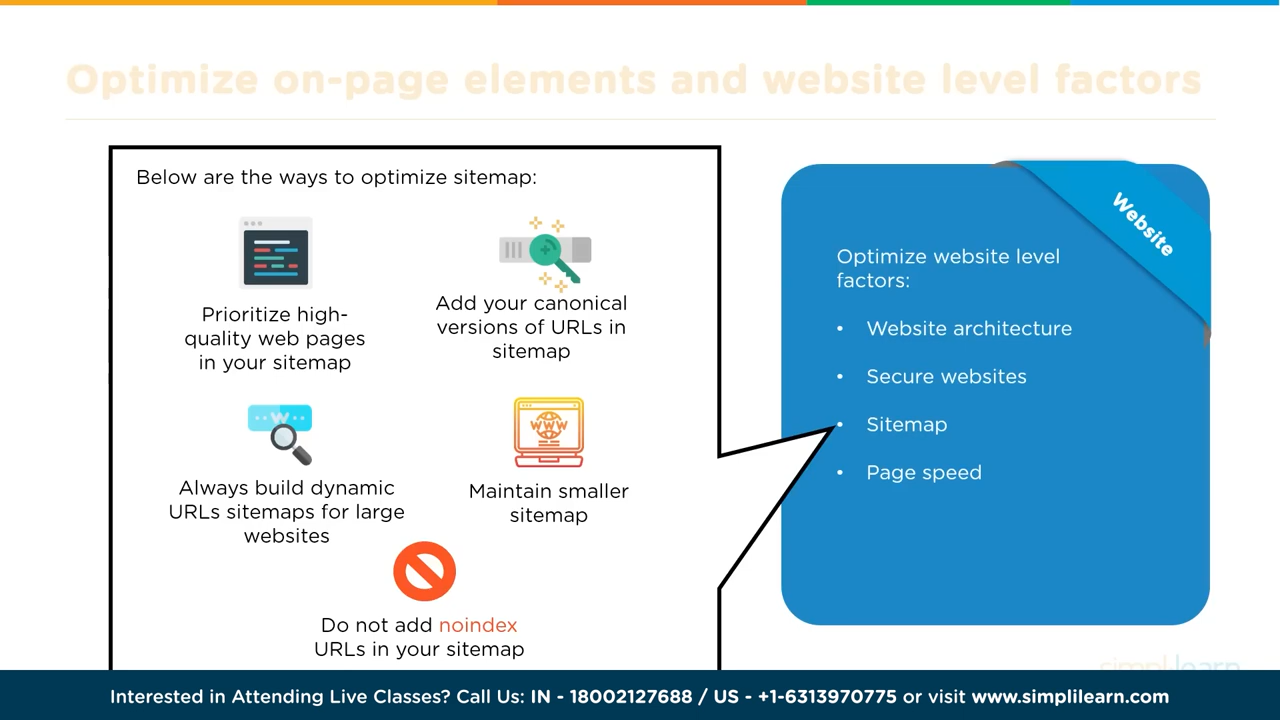 Optimize on-page elements and website level factors
Below are the ways to optimize sitemap:
Prioritize high-
quality web pages
in your sitemap
Add your canonical
versions of URLs in
sitemap
W
Always build dynamic
URLs sitemaps for large
websites
WWW
Maintain smaller
sitemap
Do not add noindex
URLs in your sitemap
Website
Optimize website level
factors:
• Website architecture
• Secure websites
• Sitemap
• Page speed
simplilearn
Interested in Attending Live Classes? Call Us: IN - 18002127688 / US - +1-6313970775 or visit www.simplilearn.com